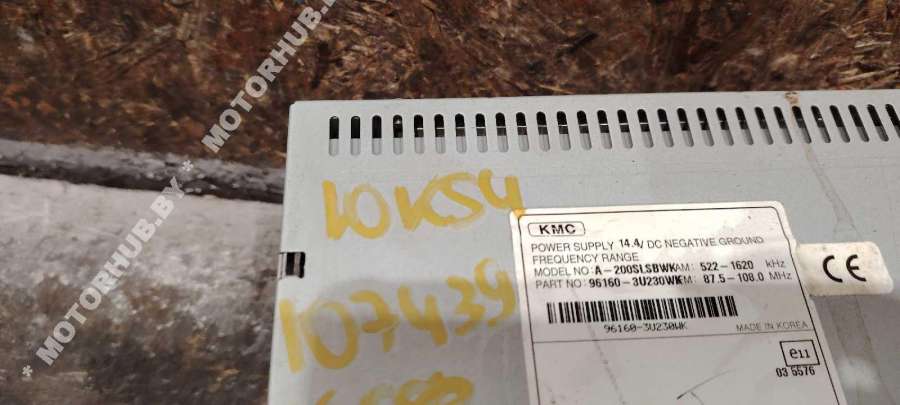 * MOTORHUB.BY * MOTORHUB.BY
10K54
107439
KMC
POWER SUPPLY 14.4/ DC NEGATIVE GROUND
FREQUENCY RANGE
MODEL NO: A-200SLSBWK AM: 522-1620 kHz
PART NO: 96160-3U230WK FM: 87.5-108.0 MHz
96160-3U230WK
MADE IN KOREA
CE
e11
03 5576